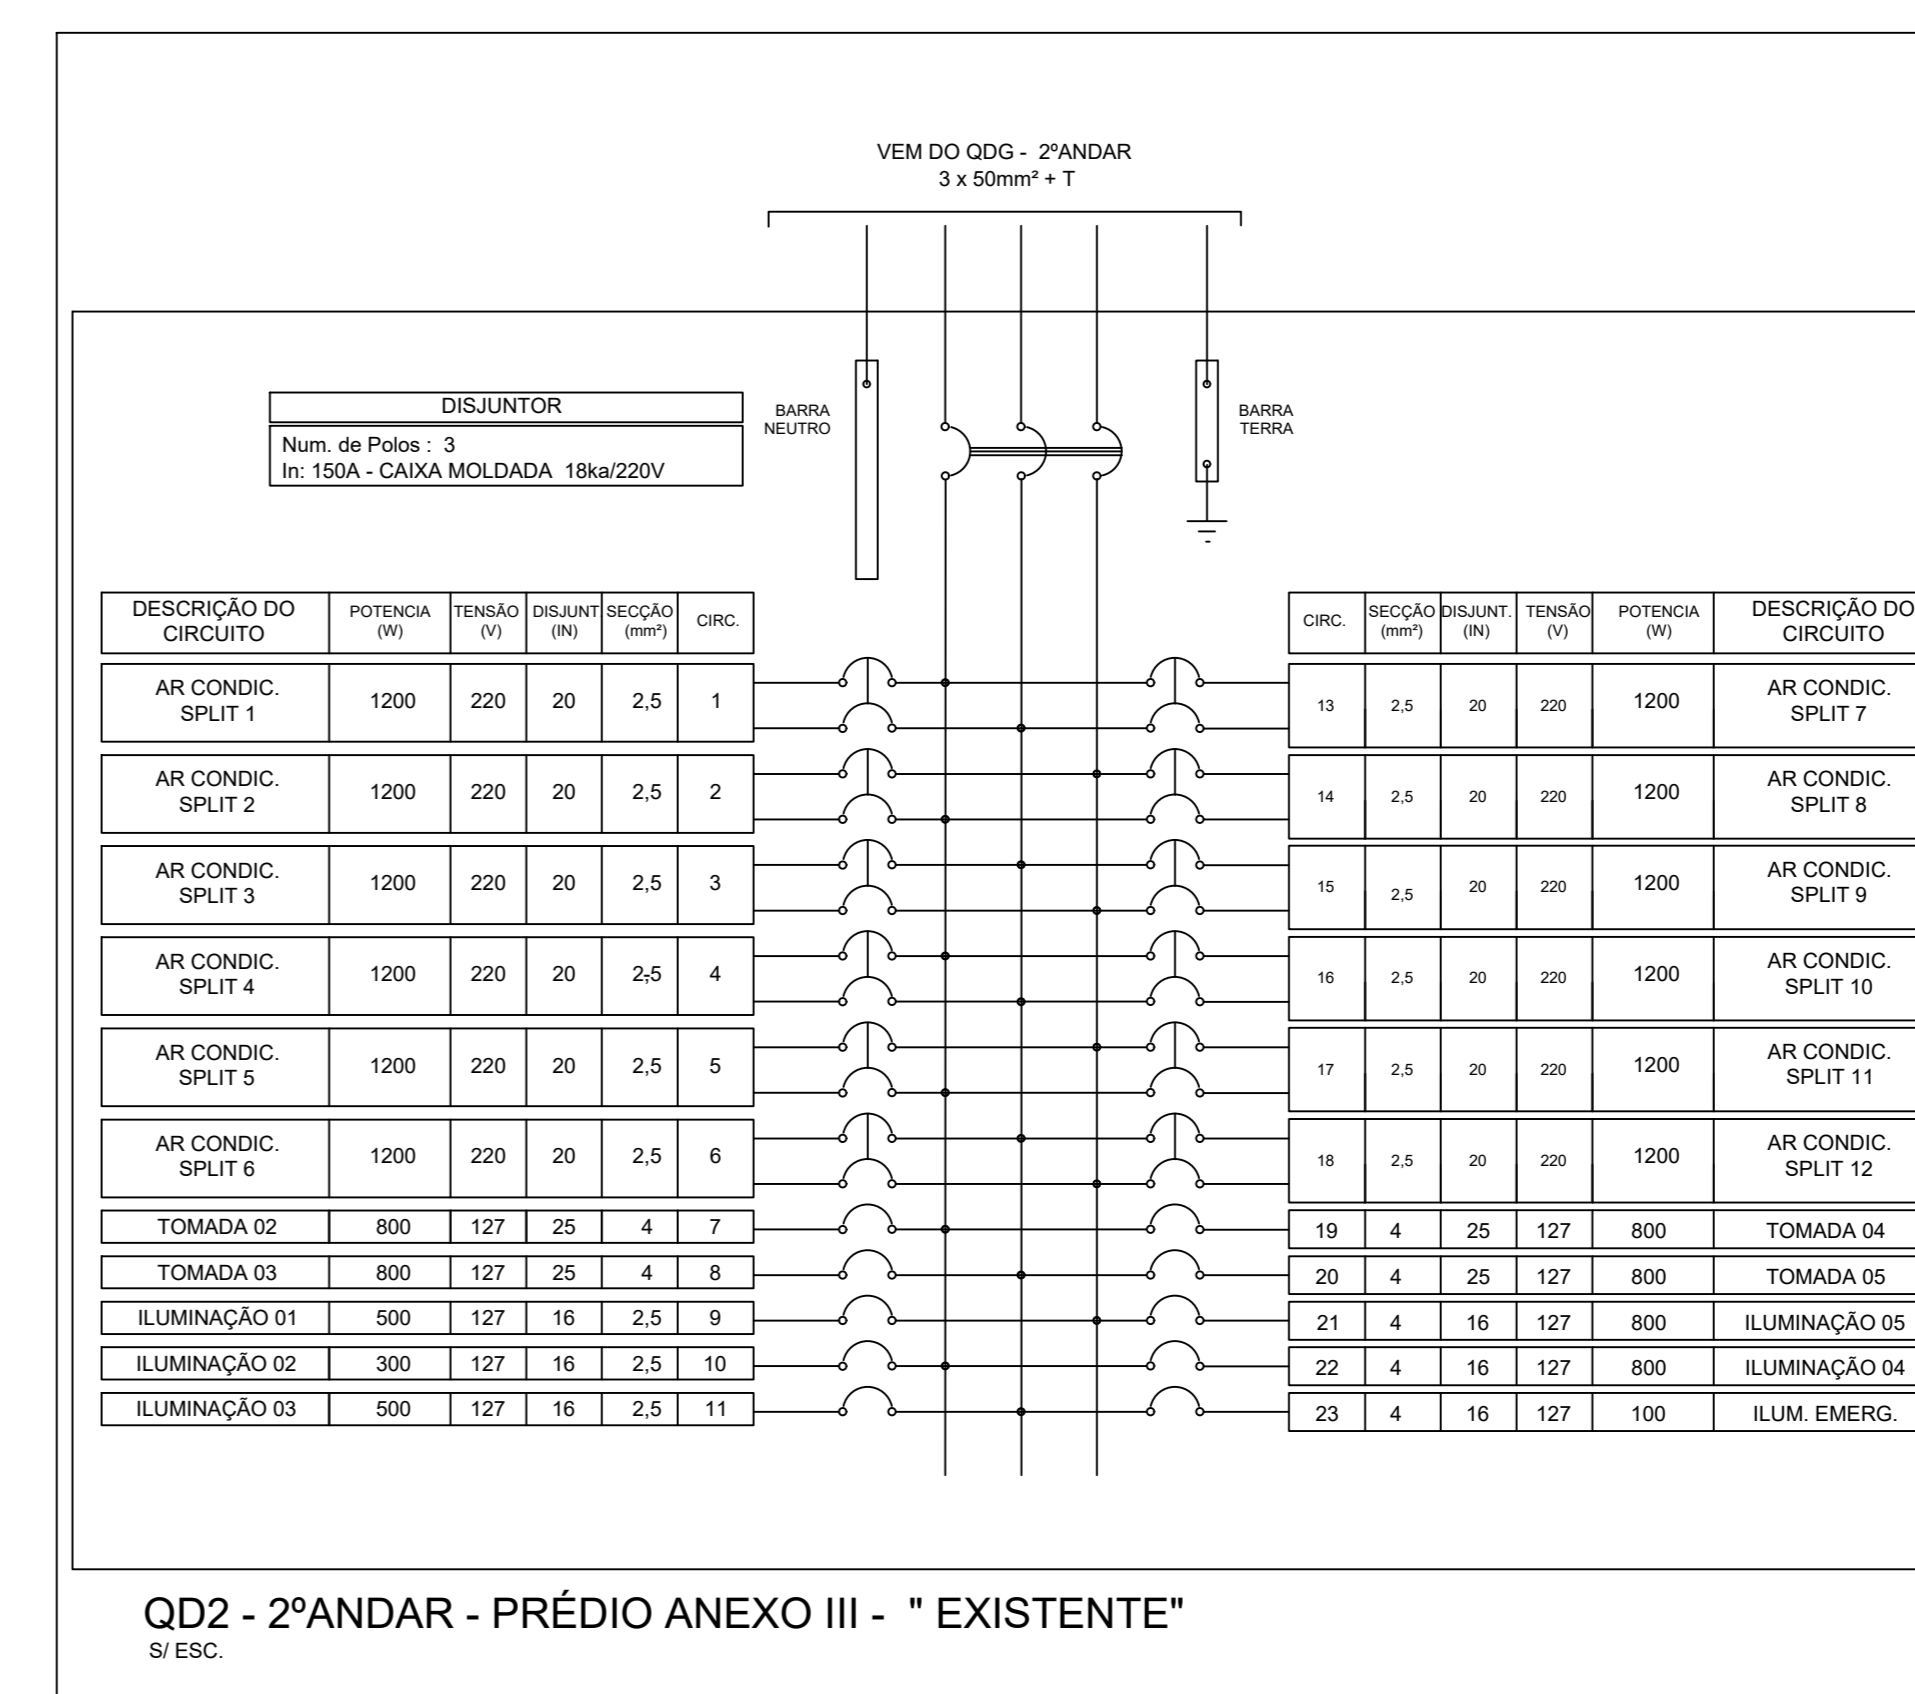 VEM DO QDG - 2ºANDAR
3 x 50mm² + T
DISJUNTOR
Num. de Polos : 3
In: 150A - CAIXA MOLDADA 18ka/220V
BARRA
NEUTRO
BARRA
TERRA
DESCRIÇÃO DO CIRCUITO POTENCIA (W) TENSÃO (V) DISJUNT (IN) SECÇÃO (mm²) CIRC.
AR CONDIC. SPLIT 1 1200 220 20 2,5 1
AR CONDIC. SPLIT 2 1200 220 20 2,5 2
AR CONDIC. SPLIT 3 1200 220 20 2,5 3
AR CONDIC. SPLIT 4 1200 220 20 2,5 4
AR CONDIC. SPLIT 5 1200 220 20 2,5 5
AR CONDIC. SPLIT 6 1200 220 20 2,5 6
TOMADA 02 800 127 25 4 7
TOMADA 03 800 127 25 4 8
ILUMINAÇÃO 01 500 127 16 2,5 9
ILUMINAÇÃO 02 300 127 16 2,5 10
ILUMINAÇÃO 03 500 127 16 2,5 11
CIRC. SECÇÃO (mm²) DISJUNT. (IN) TENSÃO (V) POTENCIA (W) DESCRIÇÃO DO CIRCUITO
13 2,5 20 220 1200 AR CONDIC. SPLIT 7
14 2,5 20 220 1200 AR CONDIC. SPLIT 8
15 2,5 20 220 1200 AR CONDIC. SPLIT 9
16 2,5 20 220 1200 AR CONDIC. SPLIT 10
17 2,5 20 220 1200 AR CONDIC. SPLIT 11
18 2,5 20 220 1200 AR CONDIC. SPLIT 12
19 4 25 127 800 TOMADA 04
20 4 25 127 800 TOMADA 05
21 4 16 127 800 ILUMINAÇÃO 05
22 4 16 127 800 ILUMINAÇÃO 04
23 4 16 127 100 ILUM. EMERG.
QD2 - 2ºANDAR - PRÉDIO ANEXO III - " EXISTENTE"
S/ ESC.